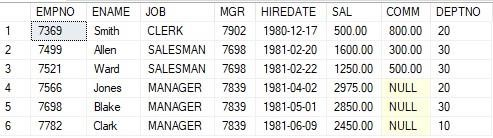 EMPNO ENAME JOB MGR HIREDATE SAL COMM DEPTNO
1 7369 Smith CLERK 7902 1980-12-17 500.00 800.00 20
2 7499 Allen SALESMAN 7698 1981-02-20 1600.00 300.00 30
3 7521 Ward SALESMAN 7698 1981-02-22 1250.00 500.00 30
4 7566 Jones MANAGER 7839 1981-04-02 2975.00 NULL 20
5 7698 Blake MANAGER 7839 1981-05-01 2850.00 NULL 30
6 7782 Clark MANAGER 7839 1981-06-09 2450.00 NULL 10